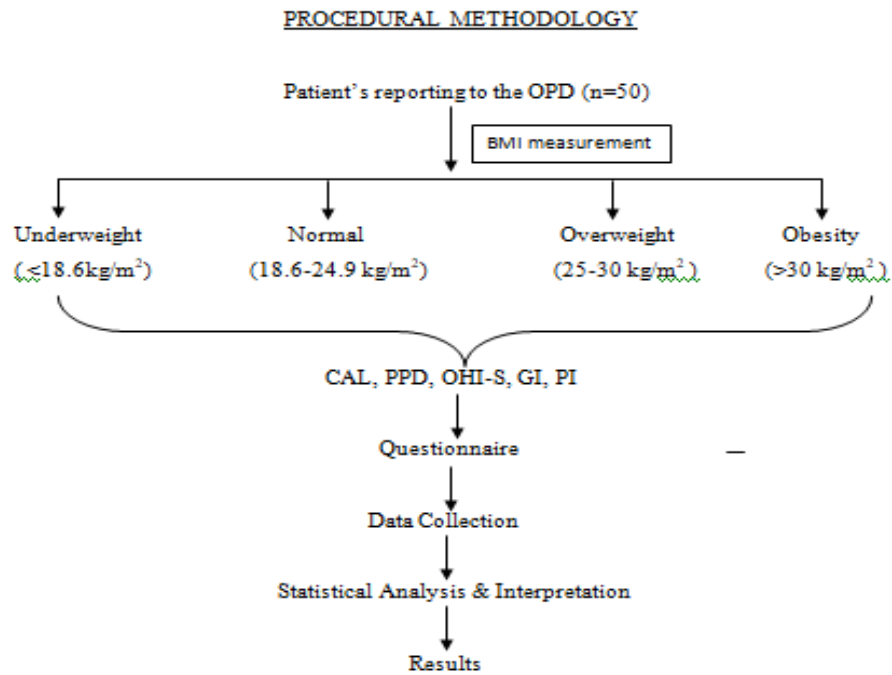 PROCEDURAL METHODOLOGY
Patient's reporting to the OPD (n=50)
BMI measurement
Underweight Normal Overweight Obesity
(<18.6kg/m²) (18.6-24.9 kg/m²) (25-30 kg/m² ) (>30 kg/m² )
CAL, PPD, OHI-S, GI, PI
Questionnaire
Data Collection
Statistical Analysis & Interpretation
Results